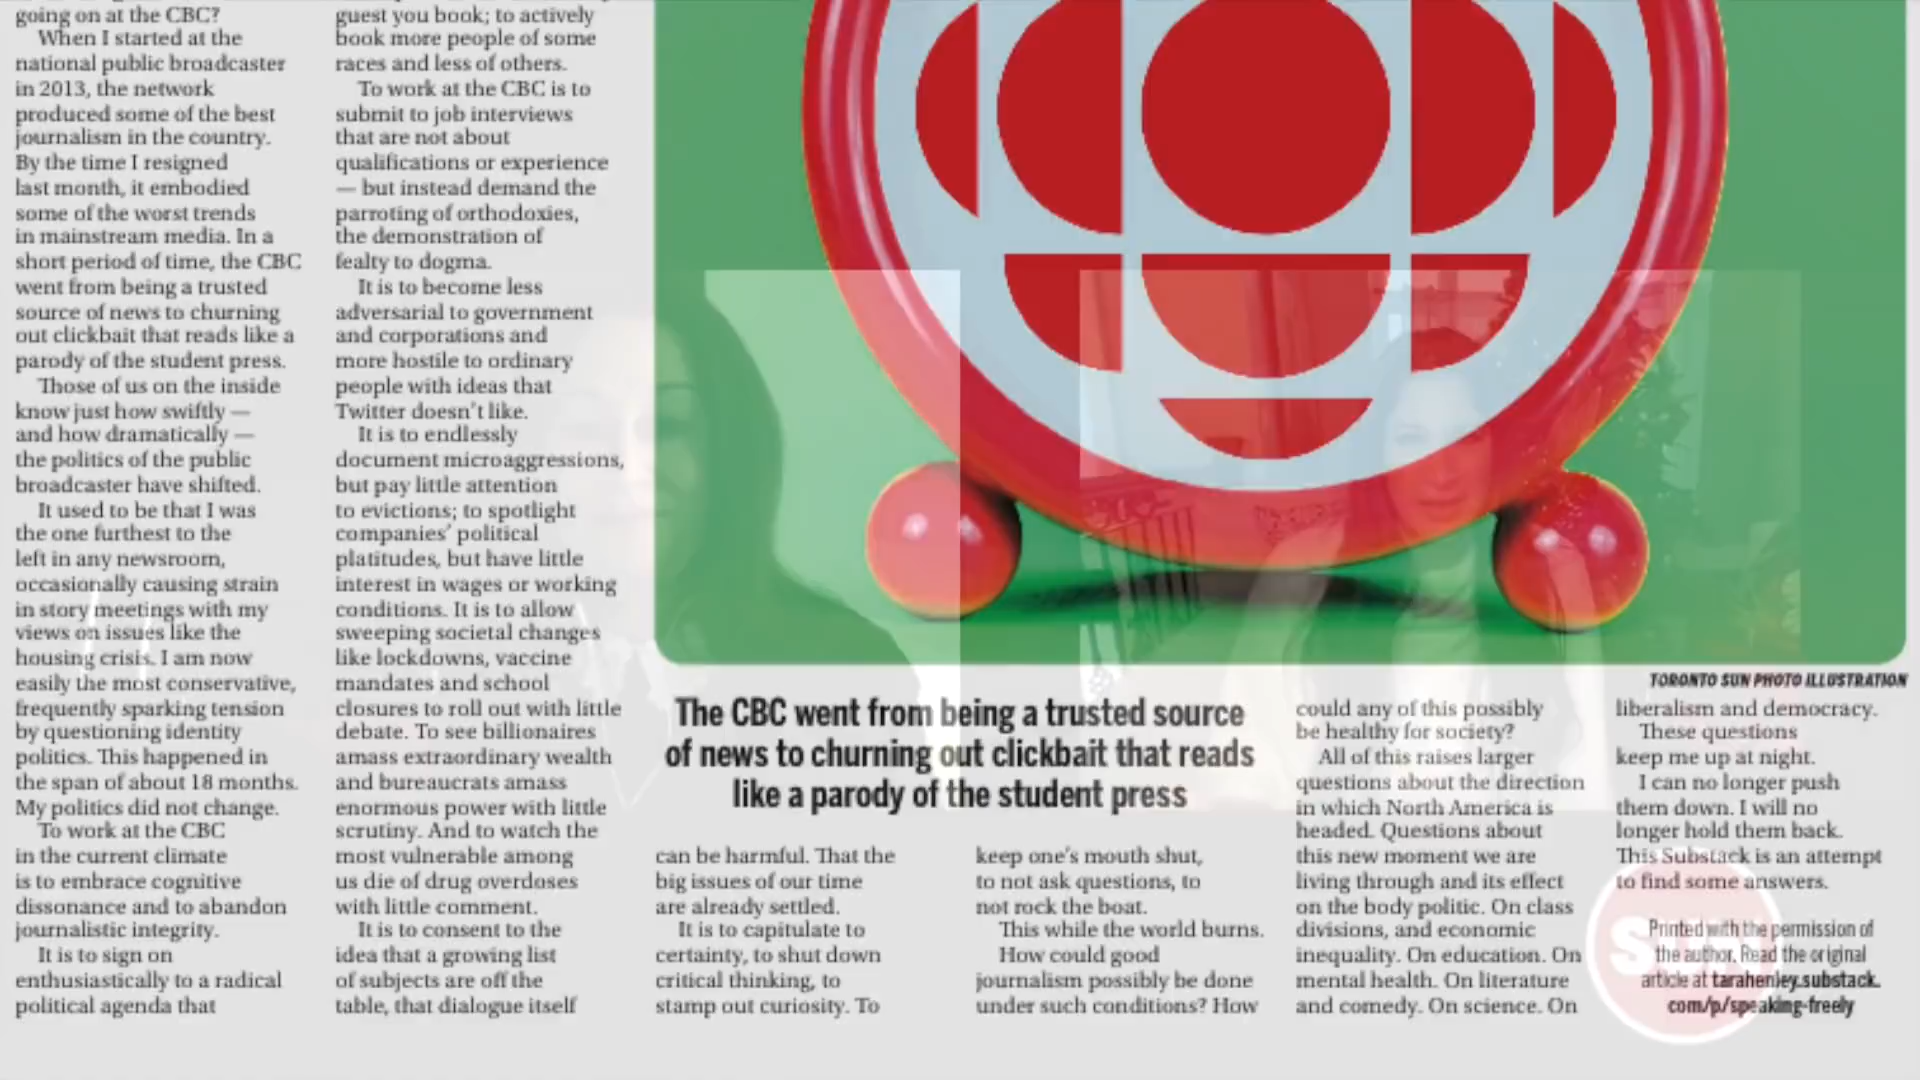 going on at the CBC?
When I started at the
national public broadcaster
in 2013, the network
produced some of the best
journalism in the country.
By the time I resigned
last month, it embodied
some of the worst trends
in mainstream media. In a
short period of time, the CBC
went from being a trusted
source of news to churning
out clickbait that reads like a
parody of the student press.
Those of us on the inside
know just how swiftly —
and how dramatically —
the politics of the public
broadcaster have shifted.
It used to be that I was
the one furthest to the
left in any newsroom,
occasionally causing strain
in story meetings with my
views on issues like the
housing crisis. I am now
easily the most conservative,
frequently sparking tension
by questioning identity
politics. This happened in
the span of about 18 months.
My politics did not change.
To work at the CBC
in the current climate
is to embrace cognitive
dissonance and to abandon
journalistic integrity.
It is to sign on
enthusiastically to a radical
political agenda that
guest you book; to actively
book more people of some
races and less of others.
To work at the CBC is to
submit to job interviews
that are not about
qualifications or experience
— but instead demand the
parroting of orthodoxies,
the demonstration of
fealty to dogma.
It is to become less
adversarial to government
and corporations and
more hostile to ordinary
people with ideas that
Twitter doesn't like.
It is to endlessly
document microaggressions,
but pay little attention
to evictions; to spotlight
companies' political
platitudes, but have little
interest in wages or working
conditions. It is to allow
sweeping societal changes
like lockdowns, vaccine
mandates and school
closures to roll out with little
debate. To see billionaires
amass extraordinary wealth
and bureaucrats amass
enormous power with little
scrutiny. And to watch the
most vulnerable among
us die of drug overdoses
with little comment.
It is to consent to the
idea that a growing list
of subjects are off the
table, that dialogue itself
TORONTO SUN PHOTO ILLUSTRATION
The CBC went from being a trusted source
of news to churning out clickbait that reads
like a parody of the student press
can be harmful. That the
big issues of our time
are already settled.
It is to capitulate to
certainty, to shut down
critical thinking, to
stamp out curiosity. To
keep one's mouth shut,
to not ask questions, to
not rock the boat.
This while the world burns.
How could good
journalism possibly be done
under such conditions? How
could any of this possibly
be healthy for society?
All of this raises larger
questions about the direction
in which North America is
headed. Questions about
this new moment we are
living through and its effect
on the body politic. On class
divisions, and economic
inequality. On education. On
mental health. On literature
and comedy. On science. On
liberalism and democracy.
These questions
keep me up at night.
I can no longer push
them down. I will no
longer hold them back.
This Substack is an attempt
to find some answers.
Printed with the permission of
the author. Read the original
article at tarahenley.substack.
com/p/speaking-freely